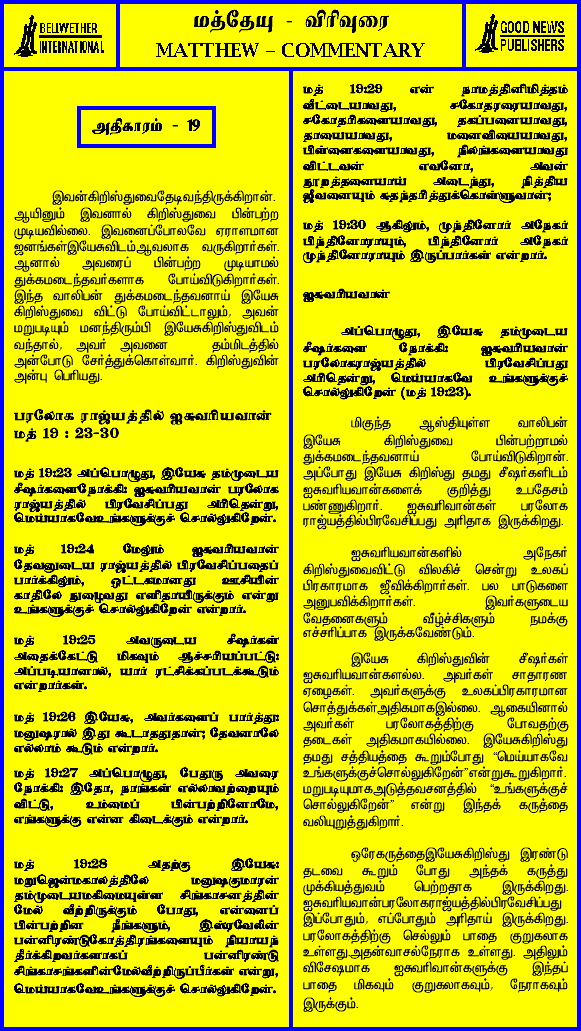 BELLWETHER
INTERNATIONAL
மத்தேயு - விரிவுரை
MATTHEW – COMMENTARY
GOOD NEWS
PUBLISHERS
அதிகாரம் - 19
இவன்கிறிஸ்துவைதேடிவந்திருக்கிறான்.
ஆயினும் இவனால் கிறிஸ்துவை பின்பற்ற
முடியவில்லை. இவனைப்போலவே ஏராளமான
ஜனங்கள்இயேசுவிடம்ஆவலாக வருகிறார்கள்.
ஆனால் அவரைப் பின்பற்ற முடியாமல்
துக்கமடைந்தவர்களாக போய்விடுகிறார்கள்.
இந்த வாலிபன் துக்கமடைந்தவனாய் இயேசு
கிறிஸ்துவை விட்டு போய்விட்டாலும், அவன்
மறுபடியும் மனந்திரும்பி இயேசுகிறிஸ்துவிடம்
வந்தால், அவர் அவனை தம்மிடத்தில்
அன்போடு சேர்த்துக்கொள்வார். கிறிஸ்துவின்
அன்பு பெரியது.
பரலோக ராஜ்யத்தில் ஐசுவரியவான்
மத் 19 : 23-30
மத் 19:23 அப்பொழுது, இயேசு தம்முடைய
சீஷர்களைநோக்கி: ஐசுவரியவான் பரலோக
ராஜ்யத்தில் பிரவேசிப்பது அரிதென்று,
மெய்யாகவேஉங்களுக்குச் சொல்லுகிறேன்.
மத் 19:24 மேலும் ஐசுவரியவான்
தேவனுடைய ராஜ்யத்தில் பிரவேசிப்பதைப்
பார்க்கிலும், ஒட்டகமானது ஊசியின்
காதிலே நுழைவது எளிதாயிருக்கும் என்று
உங்களுக்குச் சொல்லுகிறேன் என்றார்.
மத் 19:25 அவருடைய சீஷர்கள்
அதைக்கேட்டு மிகவும் ஆச்சரியப்பட்டு:
அப்படியானால், யார் ரட்சிக்கப்படக்கூடும்
என்றார்கள்.
மத் 19:26 இயேசு, அவர்களைப் பார்த்து:
மனுஷரால் இது கூடாததுதான்; தேவனாலே
எல்லாம் கூடும் என்றார்.
மத் 19:27 அப்பொழுது, பேதுரு அவரை
நோக்கி: இதோ, நாங்கள் எல்லாவற்றையும்
விட்டு, உம்மைப் பின்பற்றினோமே,
எங்களுக்கு என்ன கிடைக்கும் என்றார்.
மத் 19:28 அதற்கு இயேசு:
மறுஜென்மகாலத்திலே மனுஷகுமாரன்
தம்முடையமகிமையுள்ள சிங்காசனத்தின்
மேல் வீற்றிருக்கும் போது, என்னைப்
பின்பற்றின நீங்களும், இஸ்ரவேலின்
பன்னிரண்டுகோத்திரங்களையும் நியாயந்
தீர்க்கிறவர்களாகப் பன்னிரண்டு
சிங்காசங்களின்மேல்வீற்றிருப்பீர்கள் என்று,
மெய்யாகவேஉங்களுக்குச் சொல்லுகிறேன்.
மத் 19:29 என் நாமத்தினிமித்தம்
வீட்டையாவது, சகோதரரையாவது,
சகோதரிகளையாவது, தகப்பனையாவது,
தாயையாவது, மனைவியையாவது,
பிள்ளைகளையாவது, நிலங்களையாவது
விட்டவன் எவனோ, அவன்
நூறத்தனையாய் அடைந்து, நித்திய
ஜீவனையும் சுதந்தரித்துக்கொள்ளுவான்;
மத் 19:30 ஆகிலும், முந்தினோர் அநேகர்
பிந்தினோராயும், பிந்தினோர் அநேகர்
முந்தினோராயும் இருப்பார்கள் என்றார்.
ஐசுவரியவான்
அப்பொழுது, இயேசு தம்முடைய
சீஷர்களை நோக்கி: ஐசுவரியவான்
பரலோகராஜ்யத்தில் பிரவேசிப்பது
அரிதென்று, மெய்யாகவே உங்களுக்குச்
சொல்லுகிறேன் (மத் 19:23).
மிகுந்த ஆஸ்தியுள்ள வாலிபன்
இயேசு கிறிஸ்துவை பின்பற்றாமல்
துக்கமடைந்தவனாய் போய்விடுகிறான்.
அப்போது இயேசு கிறிஸ்து தமது சீஷர்களிடம்
ஐசுவரியவான்களைக் குறித்து உபதேசம்
பண்ணுகிறார். ஐசுவரிவான்கள் பரலோக
ராஜ்யத்தில்பிரவேசிப்பது அரிதாக இருக்கிறது.
ஐசுவரியவான்களில் அநேகர்
கிறிஸ்துவைவிட்டு விலகிச் சென்று உலகப்
பிரகாரமாக ஜீவிக்கிறார்கள். பல பாடுகளை
அனுபவிக்கிறார்கள். இவர்களுடைய
வேதனைகளும் வீழ்ச்சிகளும் நமக்கு
எச்சரிப்பாக இருக்கவேண்டும்.
இயேசு கிறிஸ்துவின் சீஷர்கள்
ஐசுவரியவான்களல்ல. அவர்கள் சாதாரண
ஏழைகள். அவர்களுக்கு உலகப்பிரகாரமான
சொத்துக்கள்அதிகமாகஇல்லை. ஆகையினால்
அவர்கள் பரலோகத்திற்கு போவதற்கு
தடைகள் அதிகமாகயில்லை. இயேசுகிறிஸ்து
தமது சத்தியத்தை கூறும்போது "மெய்யாகவே
உங்களுக்குச்சொல்லுகிறேன்"என்றுகூறுகிறார்.
மறுபடியுமாகஅடுத்தவசனத்தில் "உங்களுக்குச்
சொல்லுகிறேன்" என்று இந்தக் கருத்தை
வலியுறுத்துகிறார்.
ஒரேகருத்தைஇயேசுகிறிஸ்து இரண்டு
தடவை கூறும் போது அந்தக் கருத்து
முக்கியத்துவம் பெற்றதாக இருக்கிறது.
ஐசுவரியவான்பரலோகராஜ்யத்தில்பிரவேசிப்பது
இப்போதும், எப்போதும் அரிதாய் இருக்கிறது.
பரலோகத்திற்கு செல்லும் பாதை குறுகலாக
உள்ளது.அதன்வாசல்நேராக உள்ளது. அதிலும்
விசேஷமாக ஐசுவரியவான்களுக்கு இந்தப்
பாதை மிகவும் குறுகலாகவும், நேராகவும்
இருக்கும்.